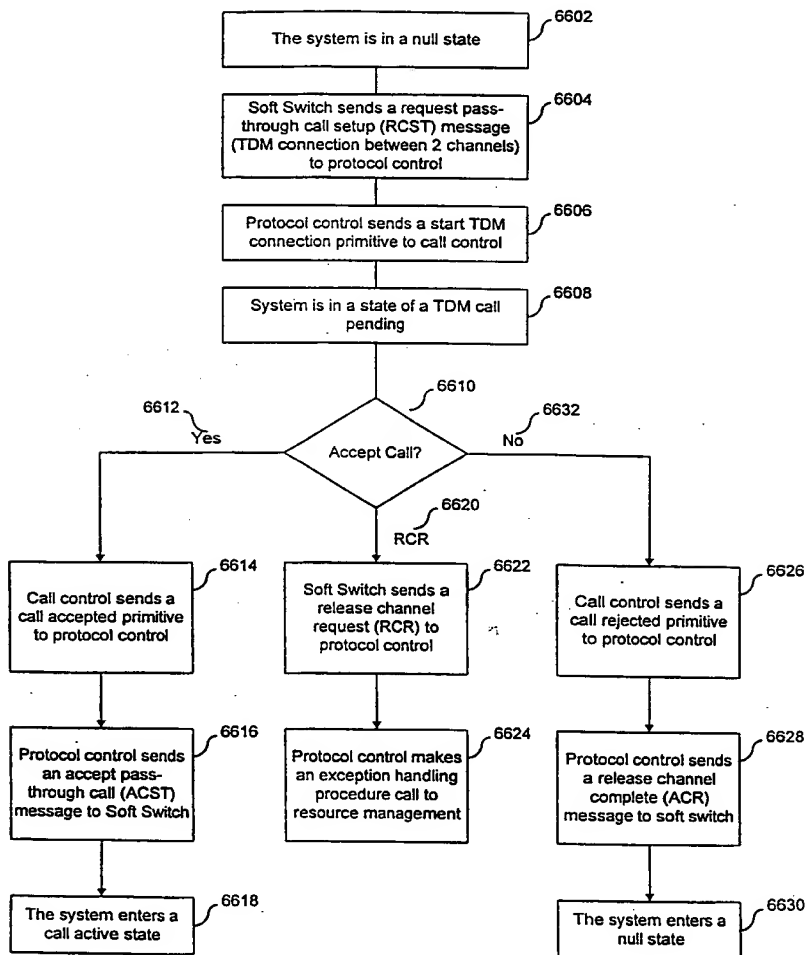 6602
The system is in a null state
6604
Soft Switch sends a request pass-
through call setup (RCST) message
(TDM connection between 2 channels)
to protocol control
6606
Protocol control sends a start TDM
connection primitive to call control
6608
System is in a state of a TDM call
pending
6610
6612
Yes
6632
No
Accept Call?
6620
RCR
6614
Call control sends a
call accepted primitive
to protocol control
6622
Soft Switch sends a
release channel
request (RCR) to
protocol control
6626
Call control sends a
call rejected primitive
to protocol control
6616
Protocol control sends
an accept pass-
through call (ACST)
message to Soft Switch
6624
Protocol control makes
an exception handling
procedure call to
resource management
6628
Protocol control sends
a release channel
complete (ACR)
message to soft switch
6618
The system enters a
call active state
6630
The system enters a
null state